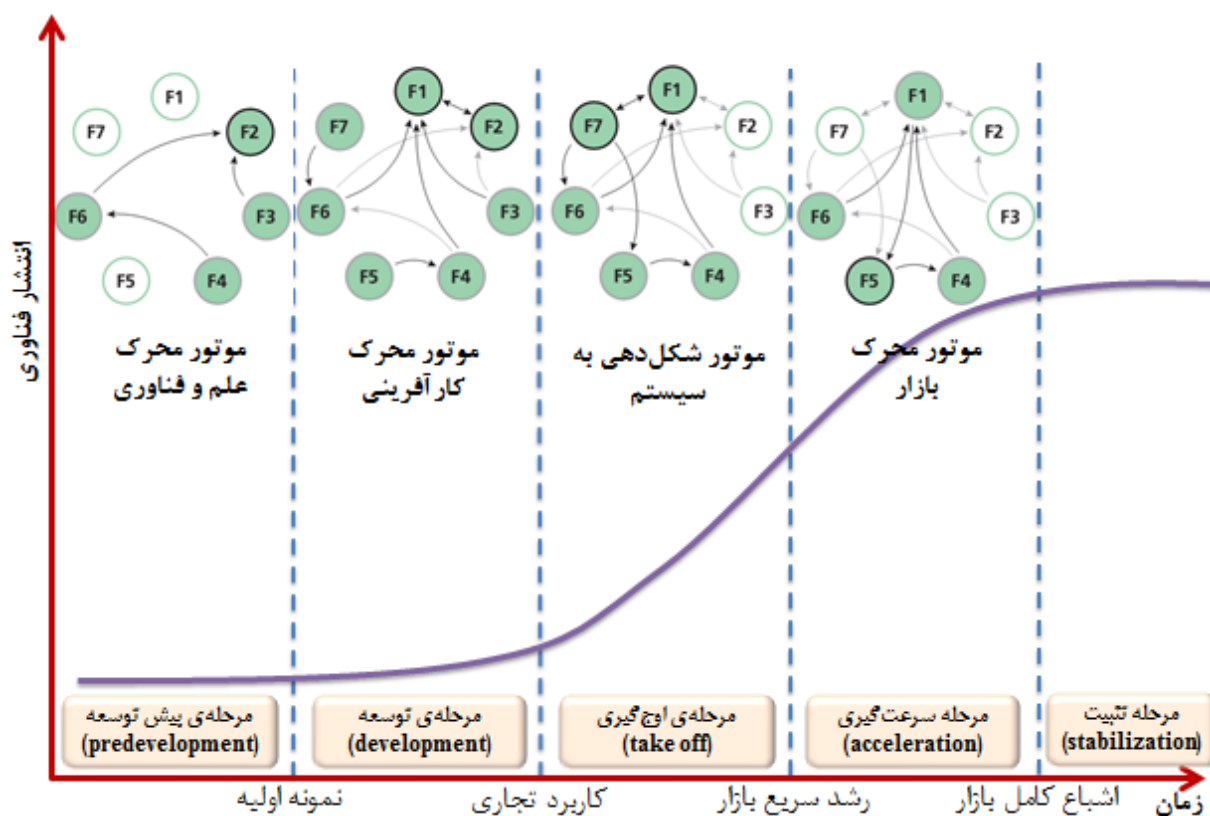 انتشار فناوری
F1
F7
F2
F6
F3
F5
F4
موتور محرک
علم و فناوری
F1
F7
F2
F6
F3
F5
F4
موتور محرک
کارآفرینی
F1
F7
F2
F6
F3
F5
F4
موتور شکل‌دهی به
سیستم
F1
F7
F2
F6
F3
F5
F4
موتور محرک
بازار
مرحله‌ی پیش توسعه
(predevelopment)
مرحله‌ی توسعه
(development)
مرحله‌ی اوج‌گیری
(take off)
مرحله سرعت‌گیری
(acceleration)
مرحله تثبیت
(stabilization)
نمونه اولیه
کاربرد تجاری
رشد سریع بازار
اشباع کامل بازار
زمان